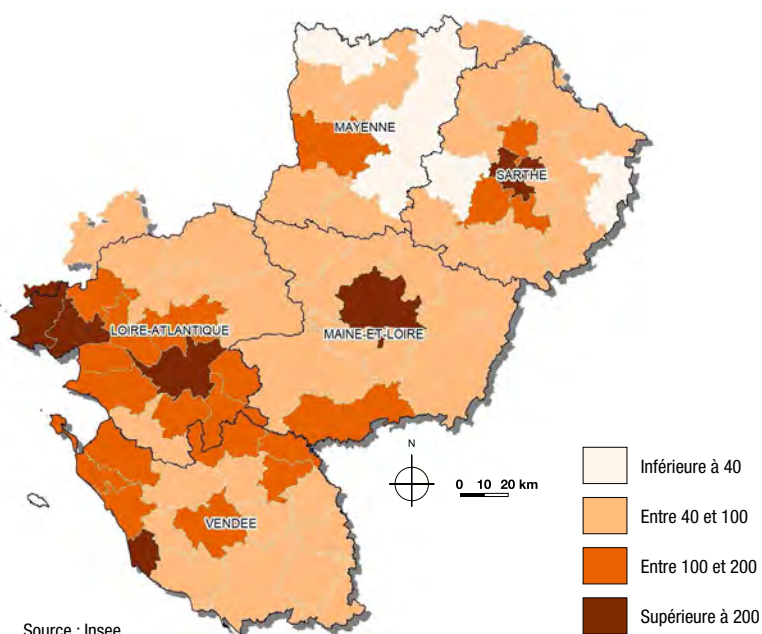 MAYENNE
SARTHE
LOIRE-ATLANTIQUE
MAINE-ET-LOIRE
VENDEE
N
0 10 20 km
Inférieure à 40
Entre 40 et 100
Entre 100 et 200
Supérieure à 200
Source : Insee